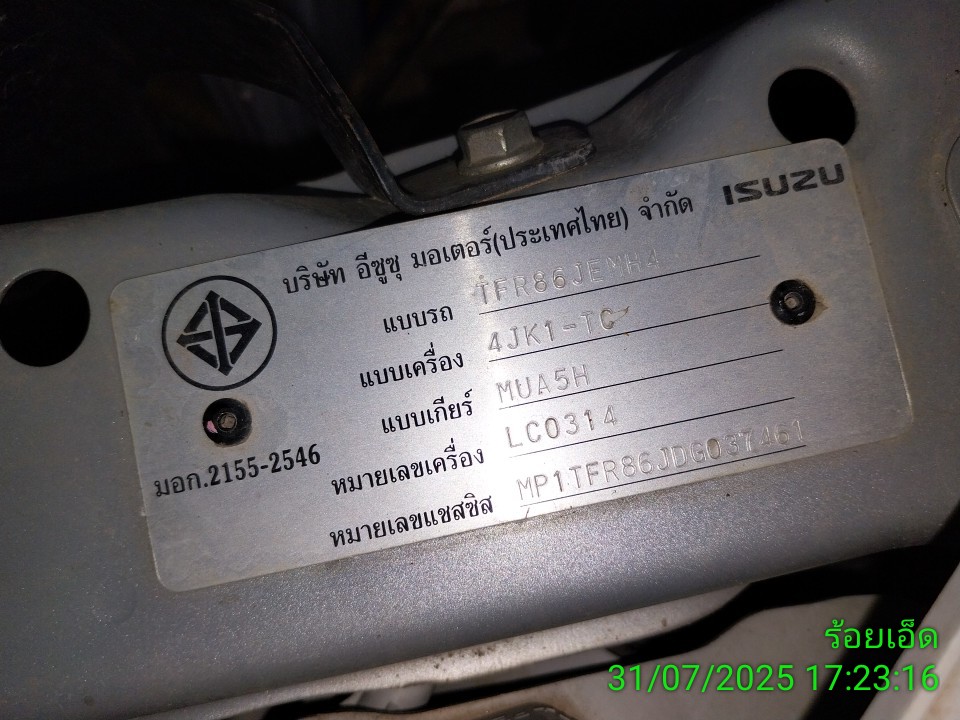 ISUZU
บริษัท อีซูซุ มอเตอร์(ประเทศไทย) จำกัด
แบบรถ TFR86JEMH4
แบบเครื่อง 4JK1-TC
แบบเกียร์ MUA5H
มอก.2155-2546
หมายเลขเครื่อง LC0314
หมายเลขแชสซิส MP1TFR86JDG037461
ร้อยเอ็ด
31/07/2025 17:23:16